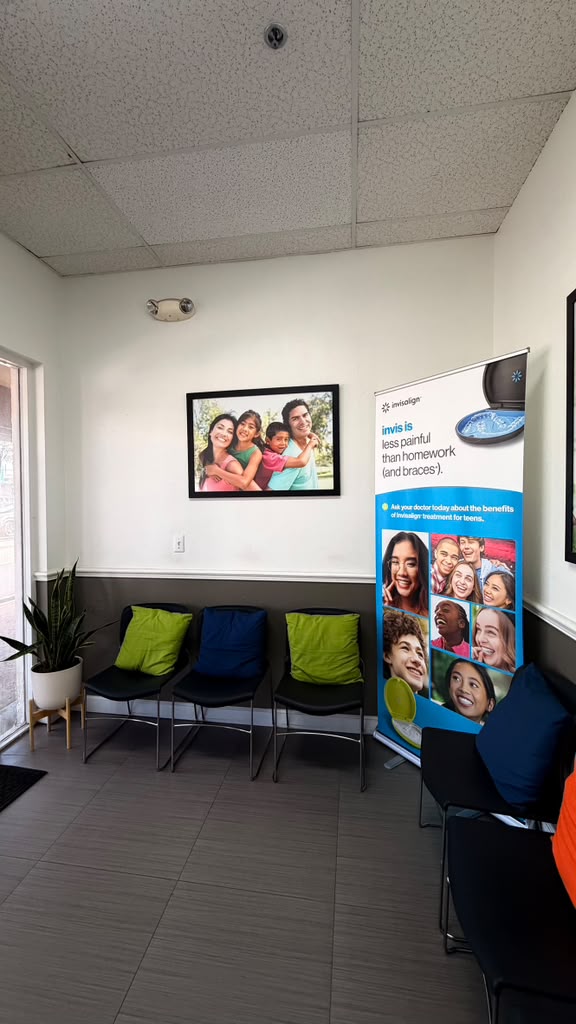 invisalign
invis is
less painful
than homework
(and braces*).
Ask your doctor today about the benefits
of Invisalign® treatment for teens.